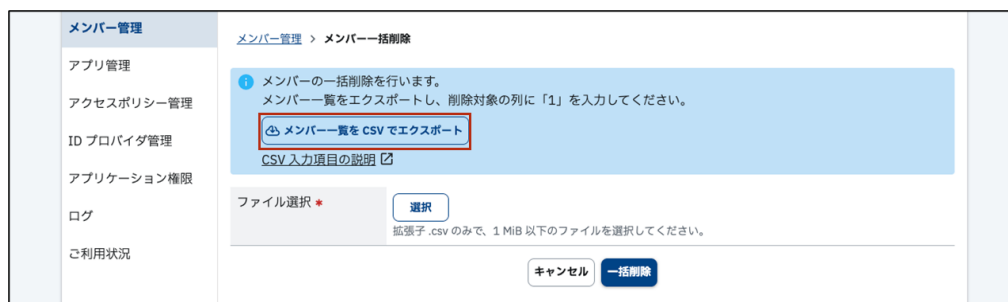 メンバー管理
アプリ管理
アクセスポリシー管理
ID プロバイダ管理
アプリケーション権限
ログ
ご利用状況
メンバー管理 > メンバー一括削除
メンバーの一括削除を行います。
メンバー一覧をエクスポートし、削除対象の列に「1」を入力してください。
メンバー一覧を CSV でエクスポート
CSV 入力項目の説明
ファイル選択 *
選択
拡張子 .csv のみで、1 MiB 以下のファイルを選択してください。
キャンセル 一括削除